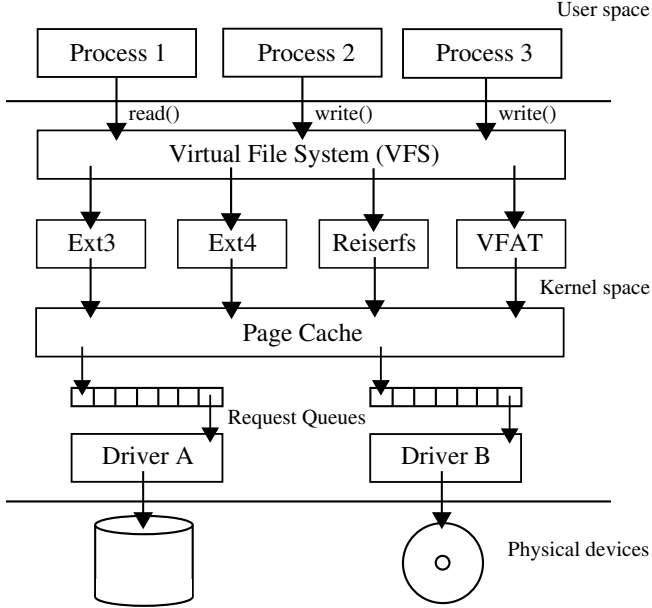 User space
Process 1
Process 2
Process 3
read()
write()
write()
Virtual File System (VFS)
Ext3
Ext4
Reiserfs
VFAT
Kernel space
Page Cache
Request Queues
Driver A
Driver B
Physical devices